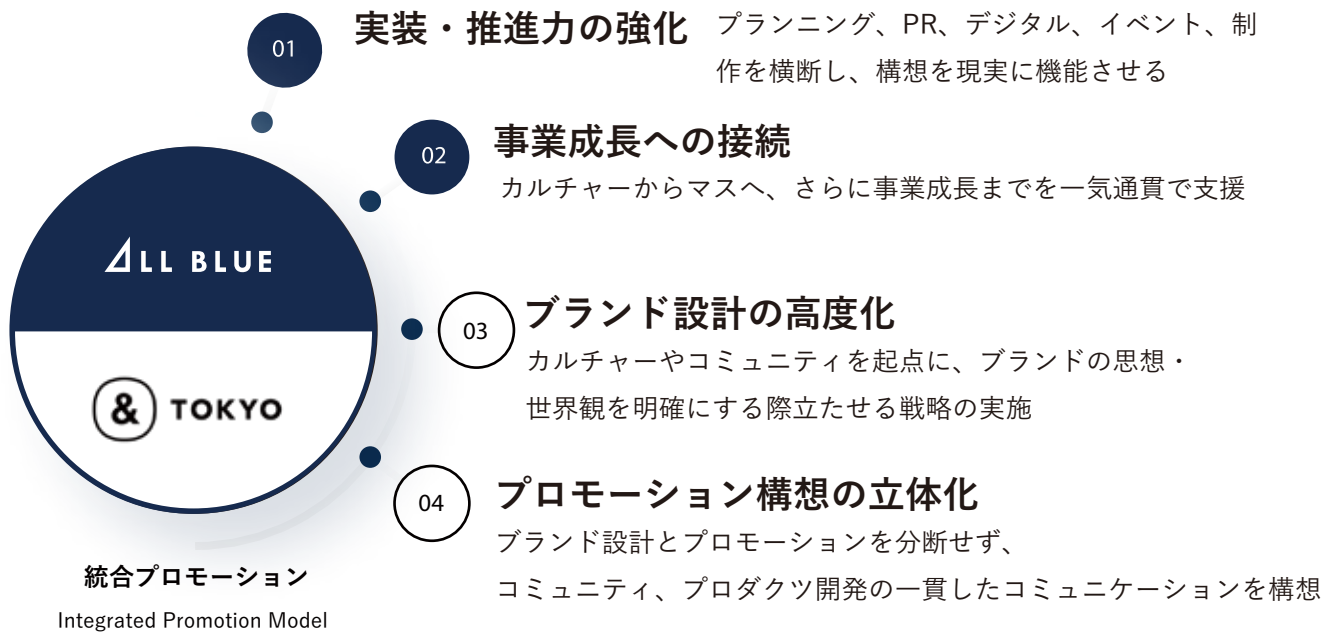 01
実装・推進力の強化
プランニング、PR、デジタル、イベント、制
作を横断し、構想を現実に機能させる
02
事業成長への接続
カルチャーからマスへ、さらに事業成長までを一気通貫で支援
ALL BLUE
& TOKYO
03
ブランド設計の高度化
カルチャーやコミュニティを起点に、ブランドの思想・
世界観を明確にする際立たせる戦略の実施
04
プロモーション構想の立体化
ブランド設計とプロモーションを分断せず、
コミュニティ、プロダクツ開発の一貫したコミュニケーションを構想
統合プロモーション
Integrated Promotion Model